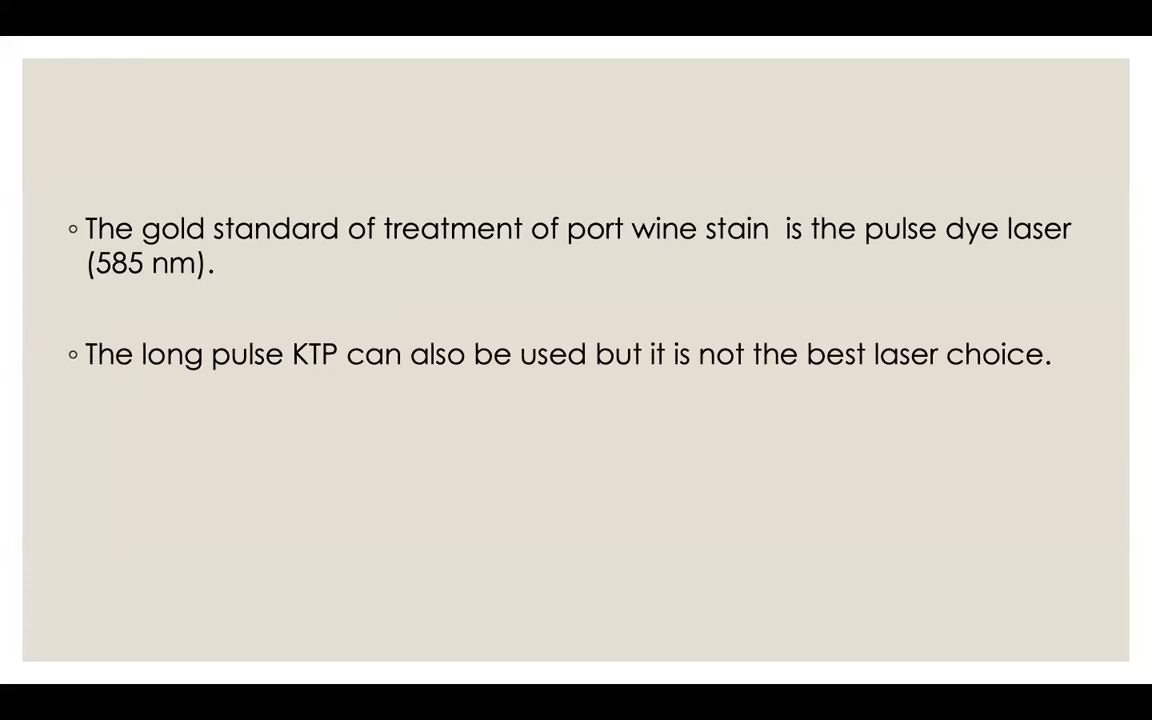 ◦ The gold standard of treatment of port wine stain  is the pulse dye laser
(585 nm).
◦ The long pulse KTP can also be used but it is not the best laser choice.